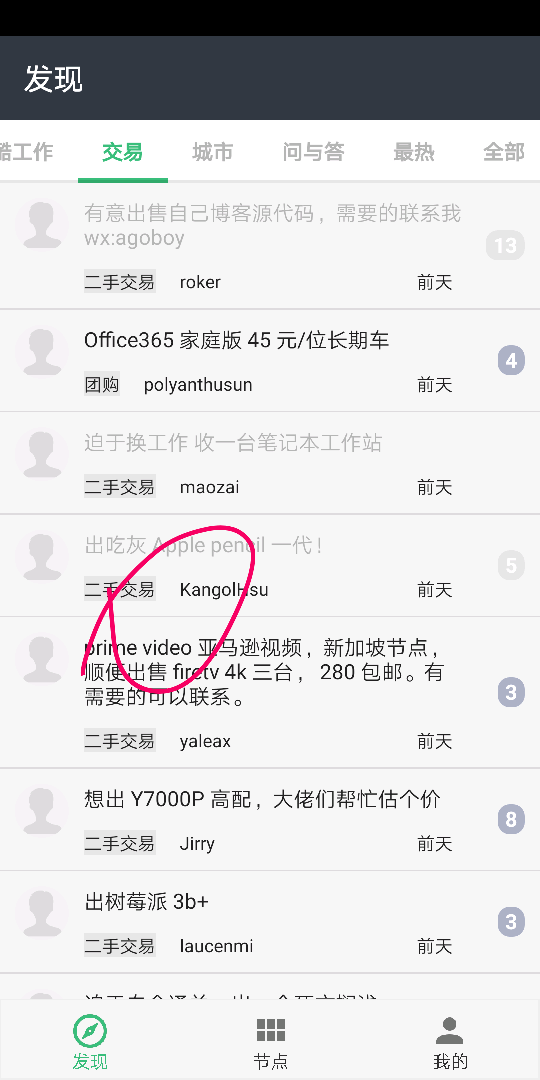 发现
酷工作 交易 城市 问与答 最热 全部
有意出售自己博客源代码，需要的联系我
wx:agoboy
13
二手交易 roker 前天
Office365 家庭版 45 元/位长期车
4
团购 polyanthusun 前天
迫于换工作 收一台笔记本工作站
二手交易 maozai 前天
出吃灰 Apple pencil 一代！
5
二手交易 KangolHsu 前天
prime video 亚马逊视频，新加坡节点，
顺便出售 firetv 4k 三台， 280 包邮。有
需要的可以联系。
3
二手交易 yaleax 前天
想出 Y7000P 高配，大佬们帮忙估个价
8
二手交易 Jirry 前天
出树莓派 3b+
3
二手交易 laucenmi 前天
发现 节点 我的